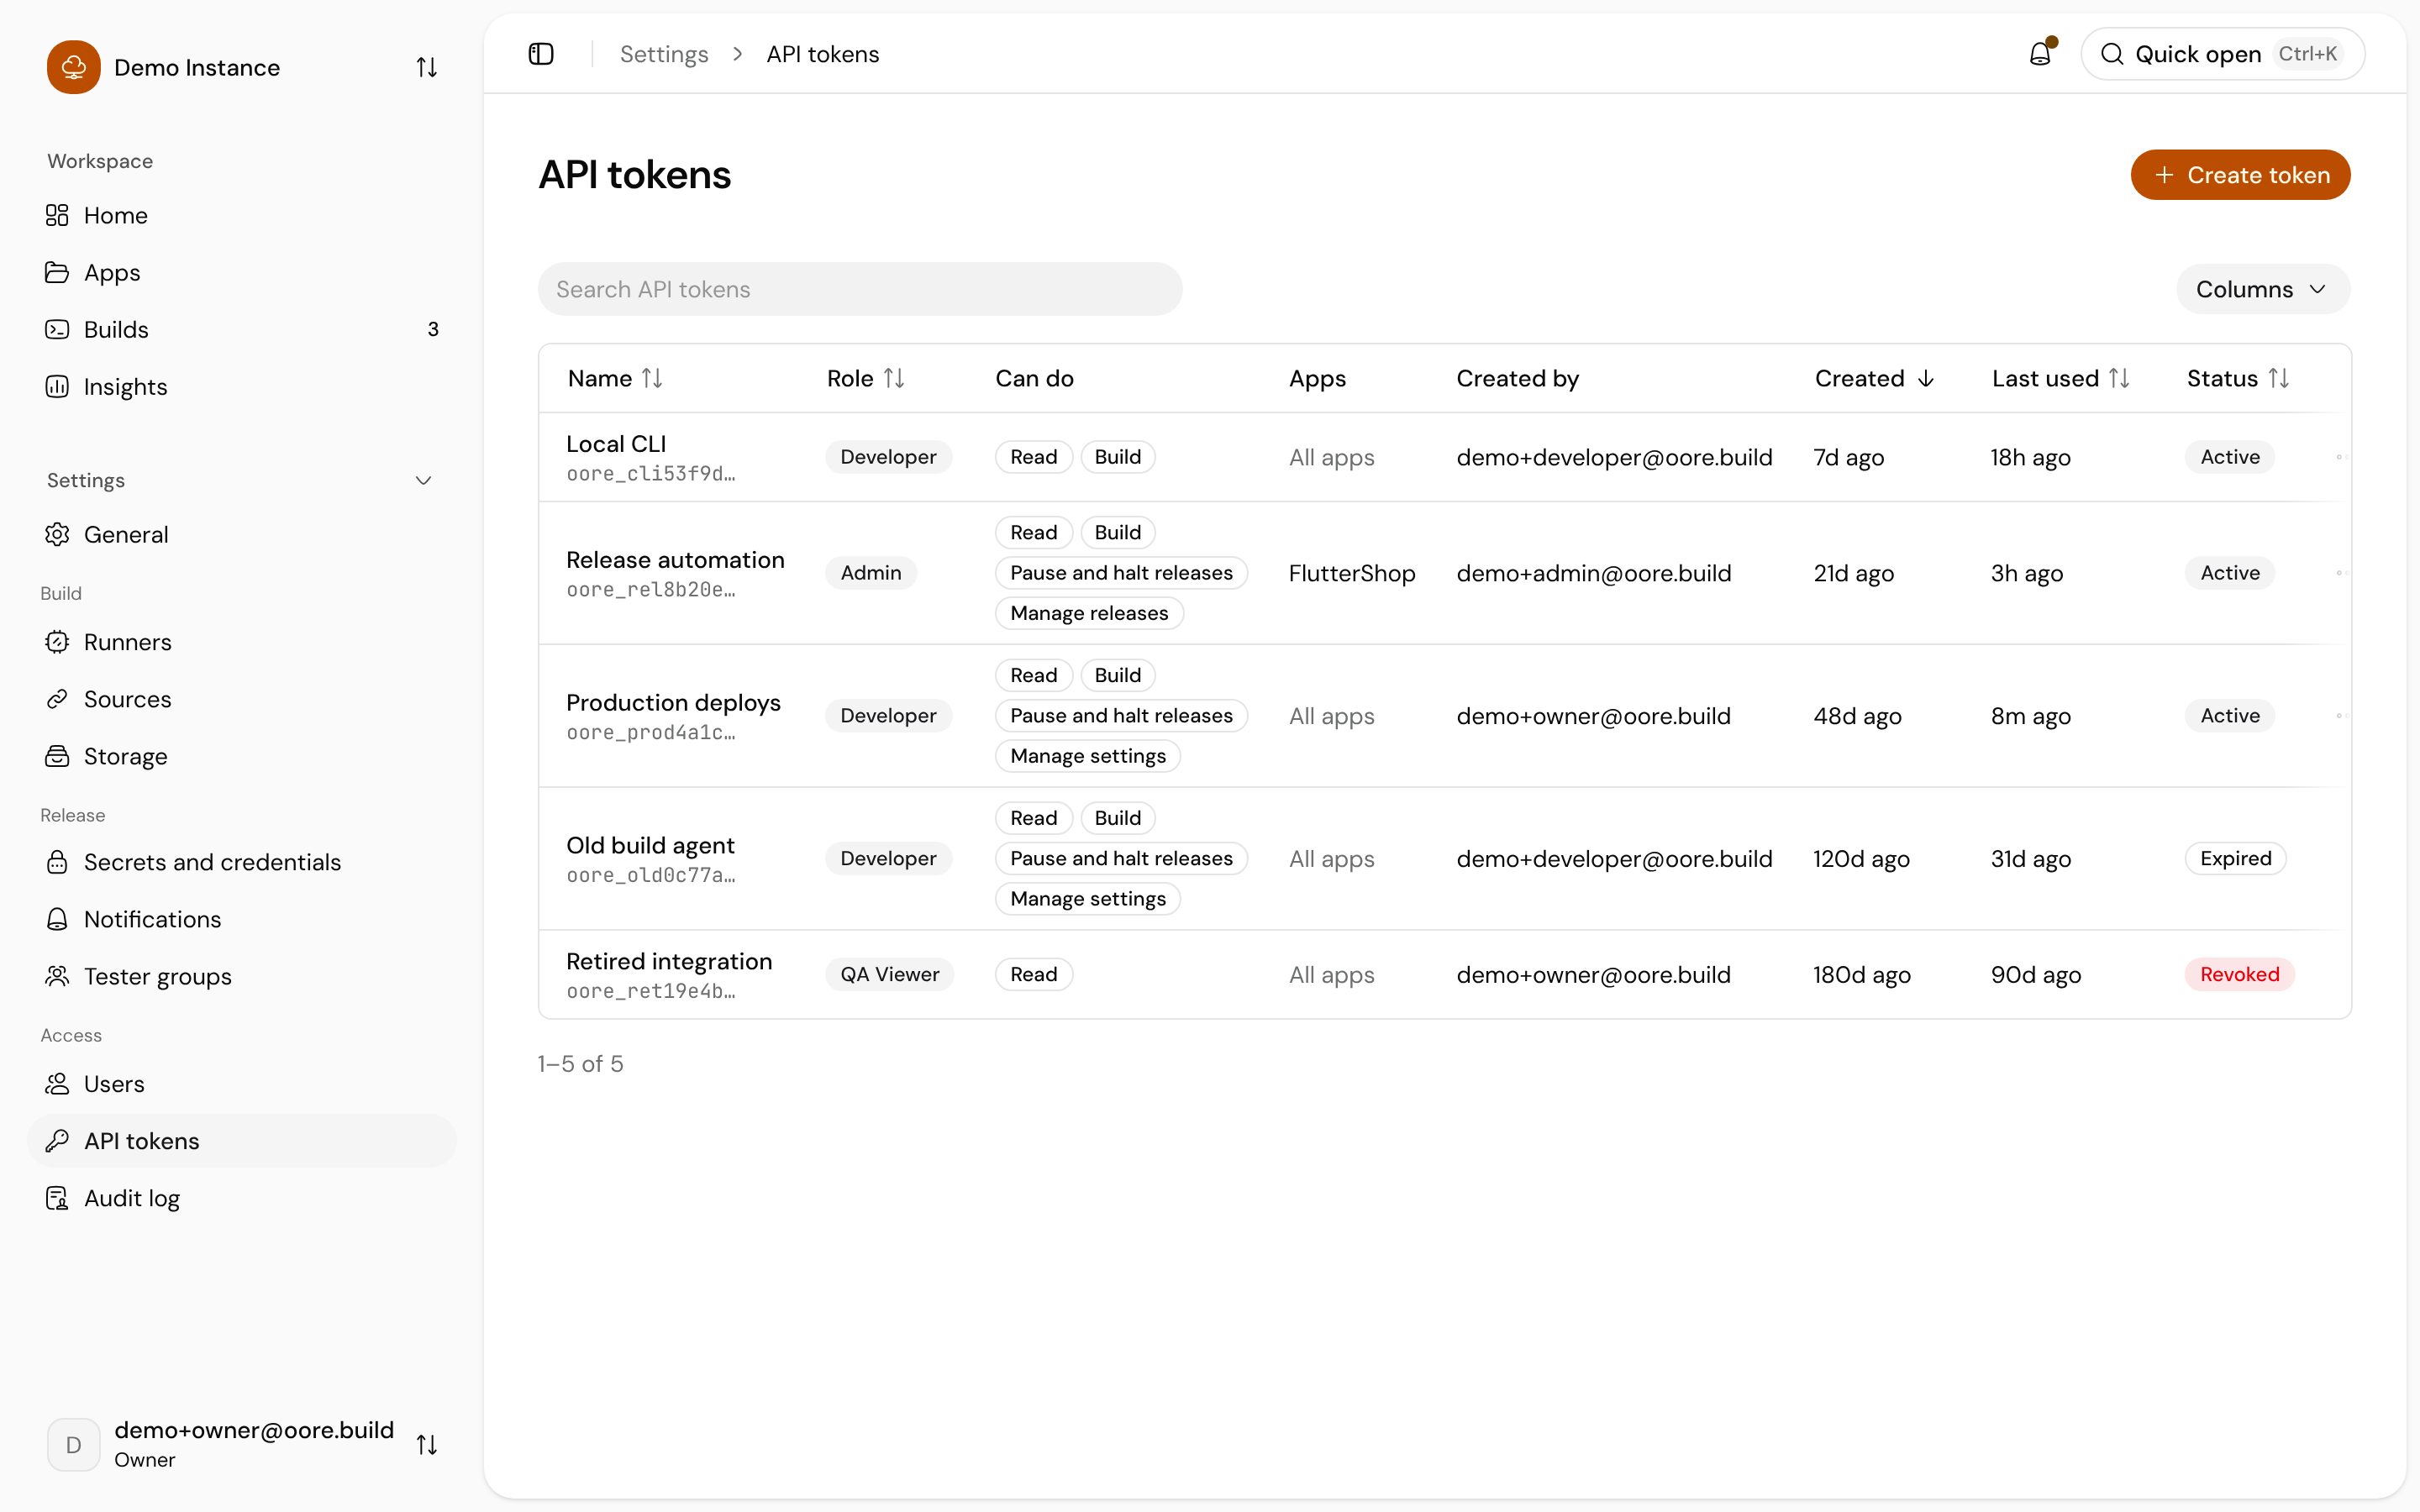 Demo Instance
Workspace
Home
Apps
Builds 3
Insights
Settings
General
Build
Runners
Sources
Storage
Release
Secrets and credentials
Notifications
Tester groups
Access
Users
API tokens
Audit log
D
demo+owner@oore.build
Owner
Settings API tokens
Quick open Ctrl+K
API tokens
Create token
Search API tokens
Columns
Name Role Can do Apps Created by Created Last used Status
Local CLI
oore_cli53f9d…
Developer Read Build All apps demo+developer@oore.build 7d ago 18h ago Active
Release automation
oore_rel8b20e…
Admin
Read Build
Pause and halt releases
Manage releases
FlutterShop demo+admin@oore.build 21d ago 3h ago Active
Production deploys
oore_prod4a1c…
Developer
Read Build
Pause and halt releases
Manage settings
All apps demo+owner@oore.build 48d ago 8m ago Active
Old build agent
oore_old0c77a…
Developer
Read Build
Pause and halt releases
Manage settings
All apps demo+developer@oore.build 120d ago 31d ago Expired
Retired integration
oore_ret19e4b…
QA Viewer Read All apps demo+owner@oore.build 180d ago 90d ago Revoked
1–5 of 5